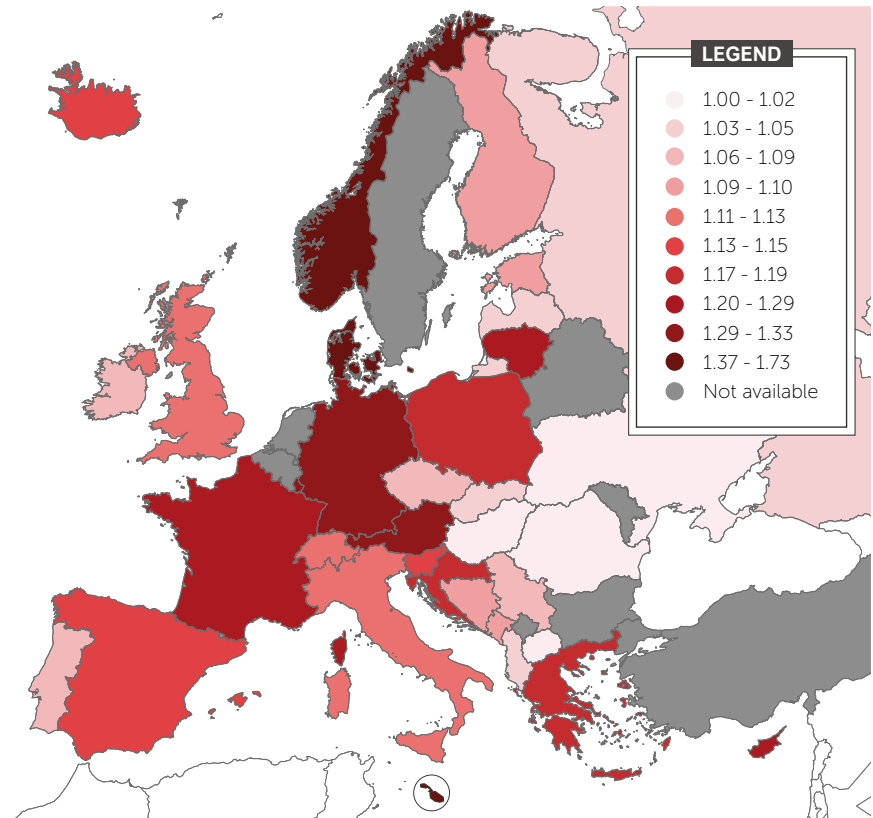 LEGEND
1.00 - 1.02
1.03 - 1.05
1.06 - 1.09
1.09 - 1.10
1.11 - 1.13
1.13 - 1.15
1.17 - 1.19
1.20 - 1.29
1.29 - 1.33
1.37 - 1.73
Not available